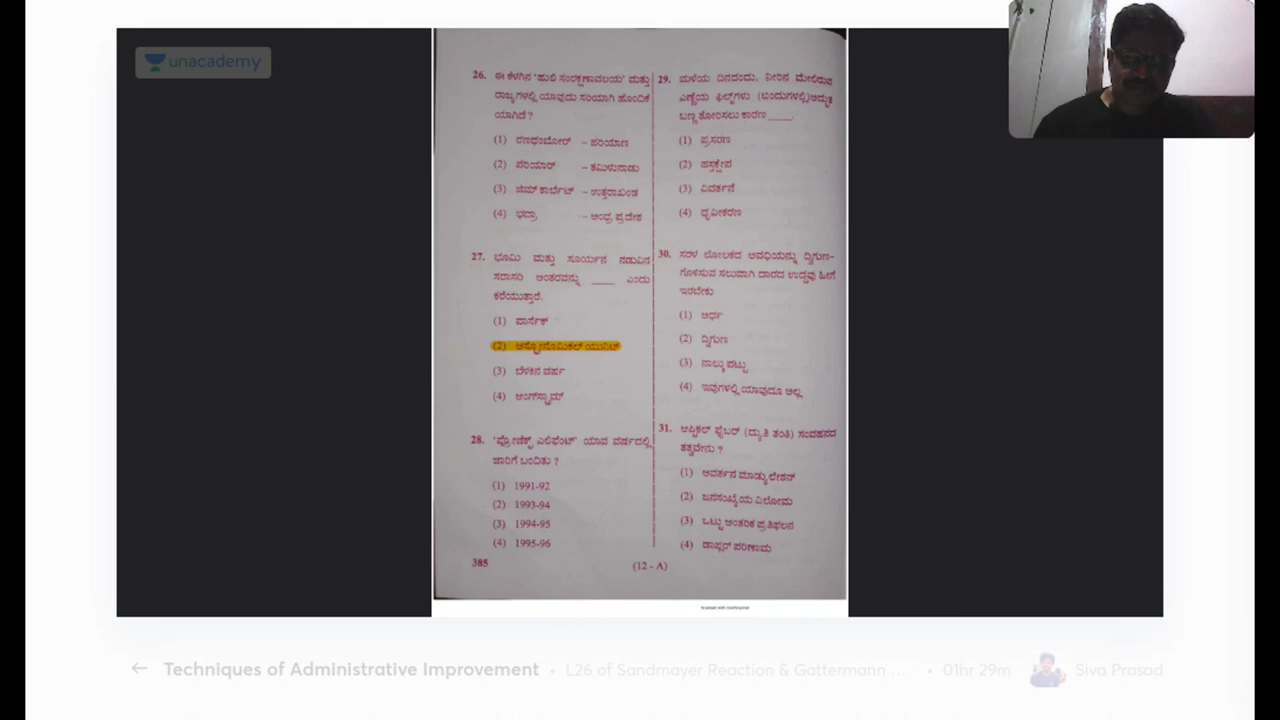 unacademy
26. ಈ ಕೆಳಗಿನ 'ಹುಲಿ ಸಂರಕ್ಷಣಾವಲಯ' ಮತ್ತು
ರಾಜ್ಯಗಳಲ್ಲಿ ಯಾವುದು ಸರಿಯಾಗಿ ಹೊಂದಿಕೆ
ಯಾಗಿದೆ ?
(1) ರಣಥಂಬೋರ್ – ಹರಿಯಾಣ
(2) ಪೆರಿಯಾರ್ – ತಮಿಳುನಾಡು
(3) ಜಿಮ್ ಕಾರ್ಬೆಟ್ – ಉತ್ತರಾಖಂಡ
(4) ಭದ್ರಾ – ಆಂಧ್ರ ಪ್ರದೇಶ
27. ಭೂಮಿ ಮತ್ತು ಸೂರ್ಯನ ನಡುವಿನ
ಸರಾಸರಿ ಅಂತರವನ್ನು ____ ಎಂದು
ಕರೆಯುತ್ತಾರೆ.
(1) ಪಾರ್ಸೆಕ್
(2) ಆಸ್ಟ್ರೋನೊಮಿಕಲ್ ಯುನಿಟ್
(3) ಬೆಳಕಿನ ವರ್ಷ
(4) ಆಂಗ್‌ಸ್ಟ್ರಾಮ್
28. 'ಪ್ರೋಜೆಕ್ಟ್ ಎಲಿಫೆಂಟ್' ಯಾವ ವರ್ಷದಲ್ಲಿ
ಜಾರಿಗೆ ಬಂದಿತು ?
(1) 1991-92
(2) 1993-94
(3) 1994-95
(4) 1995-96
385
29. ಮಳೆಯ ದಿನದಂದು, ನೀರಿನ ಮೇಲಿರುವ
ಎಣ್ಣೆಯ ಫಿಲ್ಮ್‌ಗಳು (ಬಿಂದುಗಳಲ್ಲಿ)ಅದ್ಭುತ
ಬಣ್ಣ ತೋರಿಸಲು ಕಾರಣ ____.
(1) ಪ್ರಸರಣ
(2) ಹಸ್ತಕ್ಷೇಪ
(3) ವಿವರ್ತನೆ
(4) ಧೃವೀಕರಣ
30. ಸರಳ ಲೋಲಕದ ಅವಧಿಯನ್ನು ದ್ವಿಗುಣ-
ಗೊಳಿಸುವ ಸಲುವಾಗಿ ದಾರದ ಉದ್ದವು ಹೀಗೆ
ಇರಬೇಕು
(1) ಅರ್ಧ
(2) ದ್ವಿಗುಣ
(3) ನಾಲ್ಕು ಪಟ್ಟು
(4) ಇವುಗಳಲ್ಲಿ ಯಾವುದೂ ಅಲ್ಲ
31. ಆಪ್ಟಿಕಲ್ ಫೈಬರ್ (ದ್ಯುತಿ ತಂತಿ) ಸಂವಹನದ
ತತ್ವವೇನು ?
(1) ಆವರ್ತನ ಮಾಡ್ಯುಲೇಶನ್
(2) ಜನಸಂಖ್ಯೆಯ ವಿಲೋಮ
(3) ಒಟ್ಟು ಆಂತರಿಕ ಪ್ರತಿಫಲನ
(4) ಡಾಪ್ಲರ್ ಪರಿಣಾಮ
(12 - A)
Scanned with CamScanner
← Techniques of Administrative Improvement • L26 of Sandmayer Reaction & Gattermann ... • 01hr 29m Siva Prasad